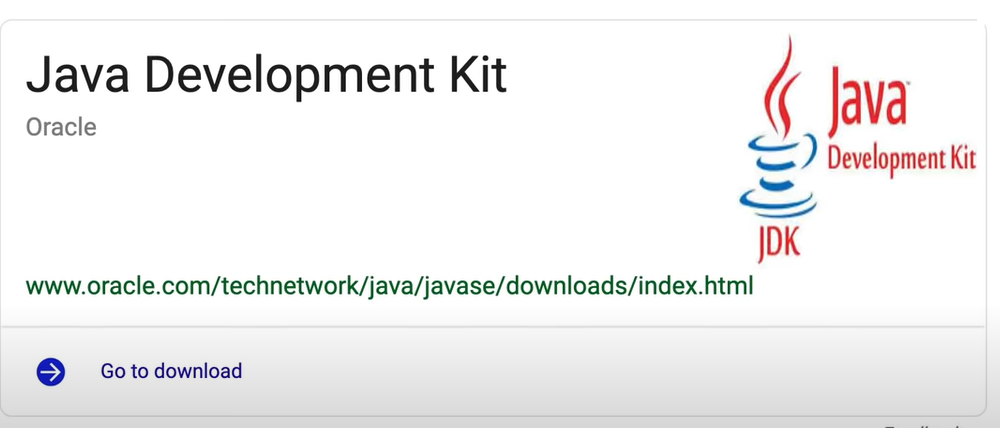 Java Development Kit
Oracle
Java™
Development Kit
JDK
www.oracle.com/technetwork/java/javase/downloads/index.html
Go to download